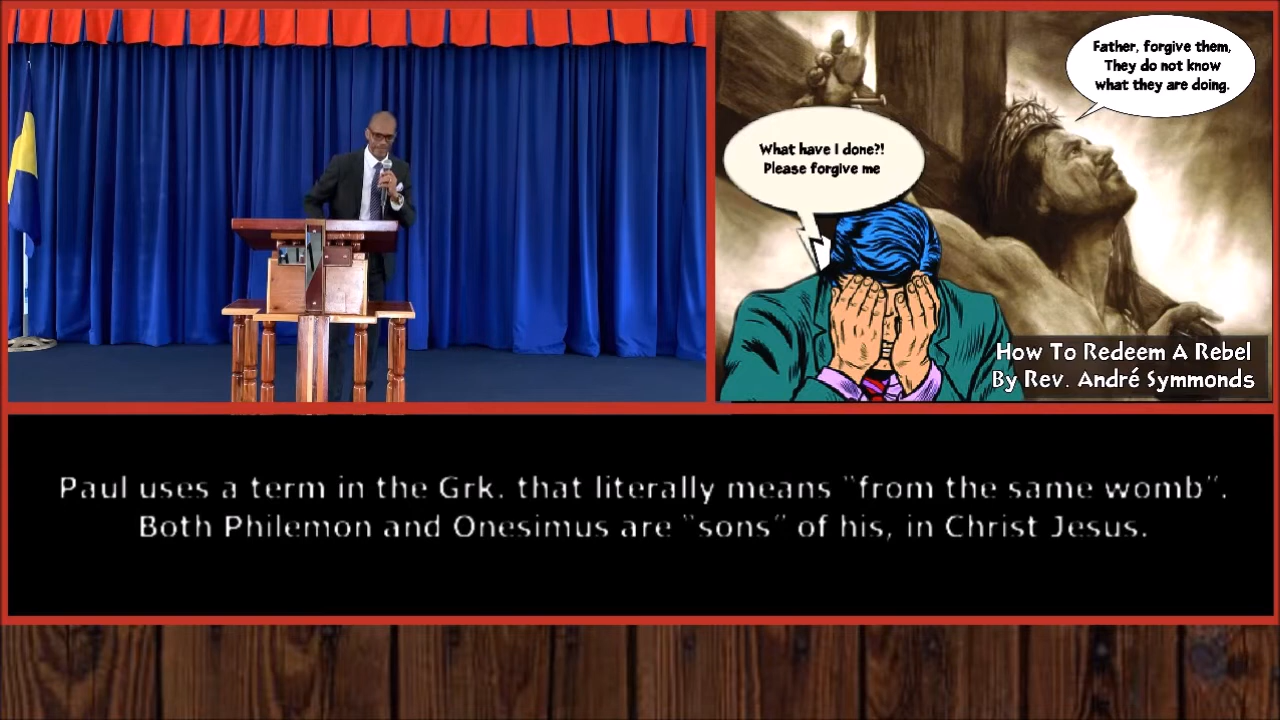 Father, forgive them,
They do not know
what they are doing.
What have I done?!
Please forgive me
How To Redeem A Rebel
By Rev. André Symmonds
Paul uses a term in the Grk. that literally means "from the same womb".
Both Philemon and Onesimus are "sons" of his, in Christ Jesus.